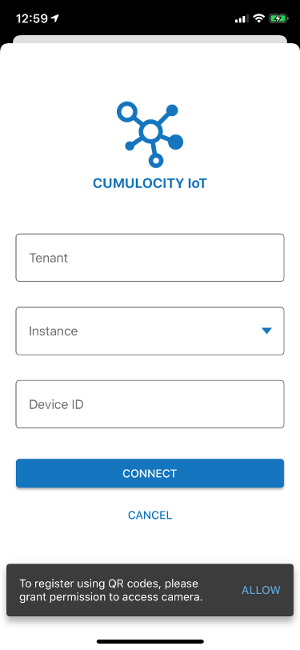 12:59
CUMULOCITY IoT
Tenant
Instance
Device ID
CONNECT
CANCEL
To register using QR codes, please
grant permission to access camera.
ALLOW